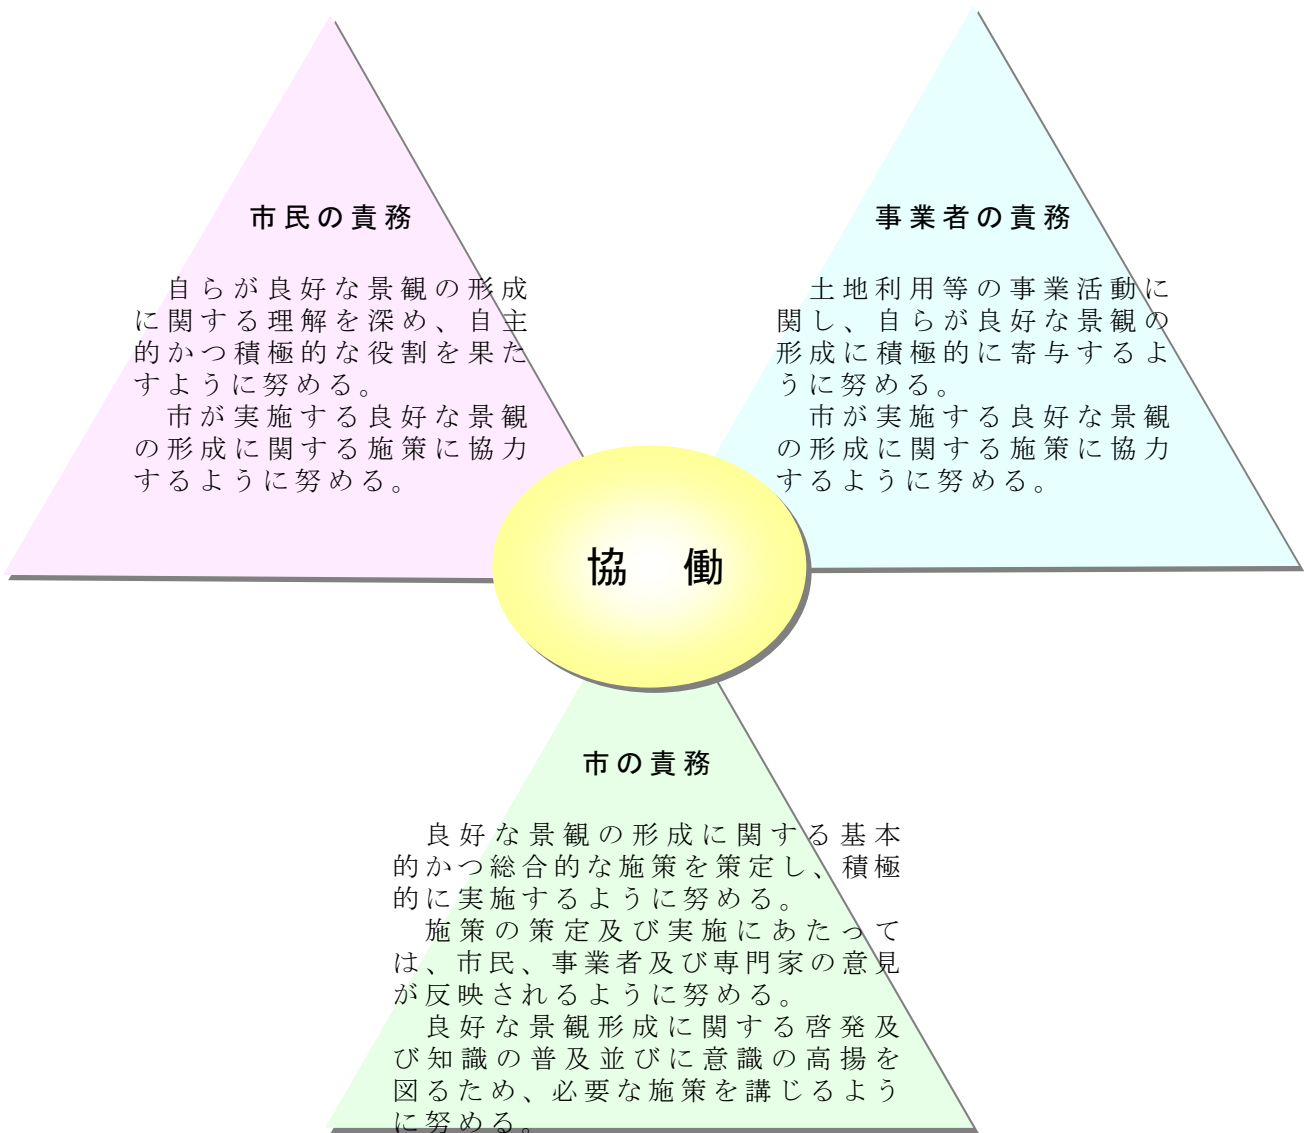 市民の責務
自らが良好な景観の形成
に関する理解を深め、自主
的かつ積極的な役割を果た
すように努める。
市が実施する良好な景観
の形成に関する施策に協力
するように努める。
事業者の責務
土地利用等の事業活動に
関し、自らが良好な景観の
形成に積極的に寄与するよ
うに努める。
市が実施する良好な景観
の形成に関する施策に協力
するように努める。
協　働
市の責務
良好な景観の形成に関する基本
的かつ総合的な施策を策定し、積極
的に実施するように努める。
施策の策定及び実施にあたって
は、市民、事業者及び専門家の意見
が反映されるように努める。
良好な景観形成に関する啓発及
び知識の普及並びに意識の高揚を
図るため、必要な施策を講じるよう
に努める。